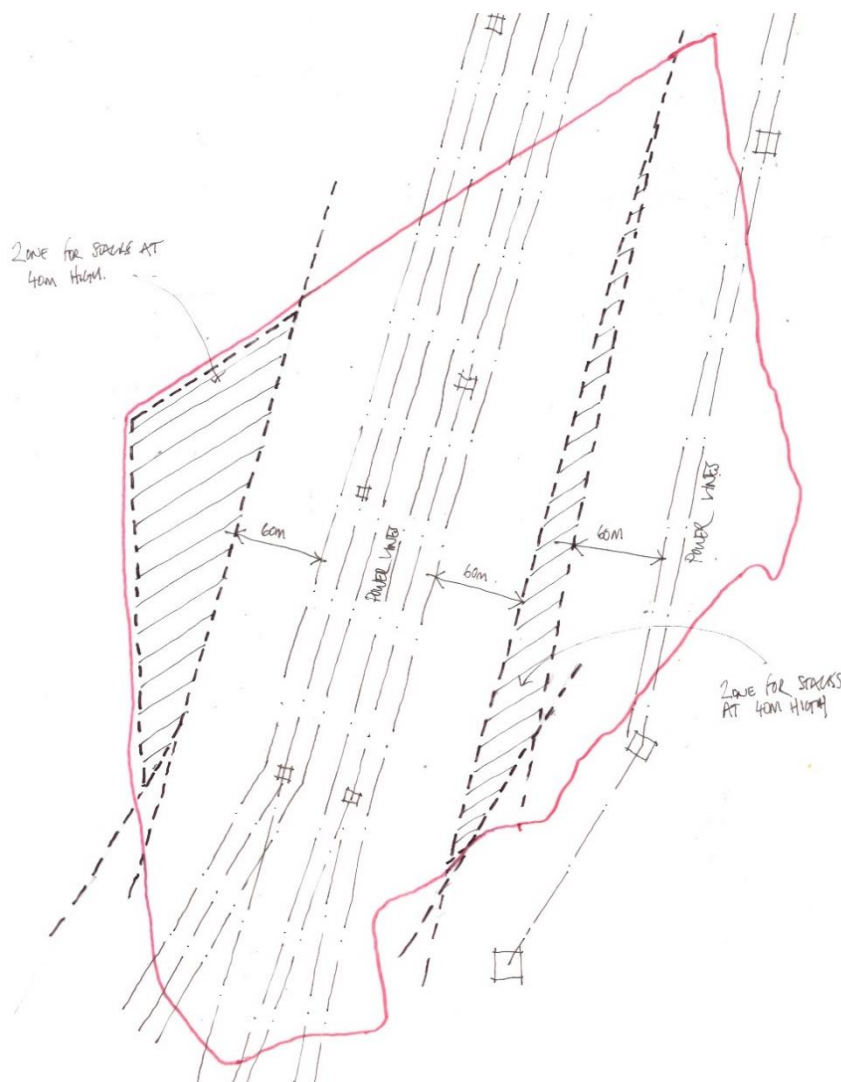 ZONE FOR STACKS AT
40M HIGH.
60M
POWER LINES
60M
60M
POWER LINES
ZONE FOR STACKS
AT 40M HIGH